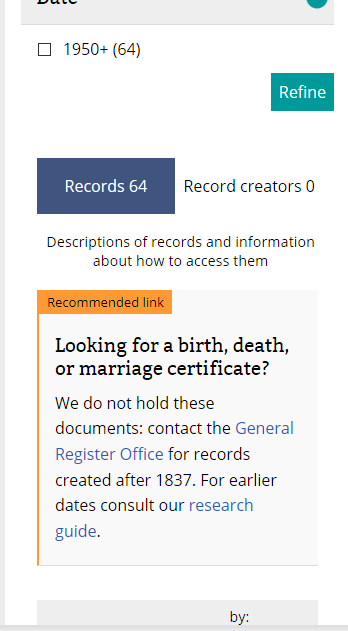 Date
1950+ (64)
Refine
Records 64
Record creators 0
Descriptions of records and information
about how to access them
Recommended link
Looking for a birth, death,
or marriage certificate?
We do not hold these
documents: contact the General
Register Office for records
created after 1837. For earlier
dates consult our research
guide.
by: